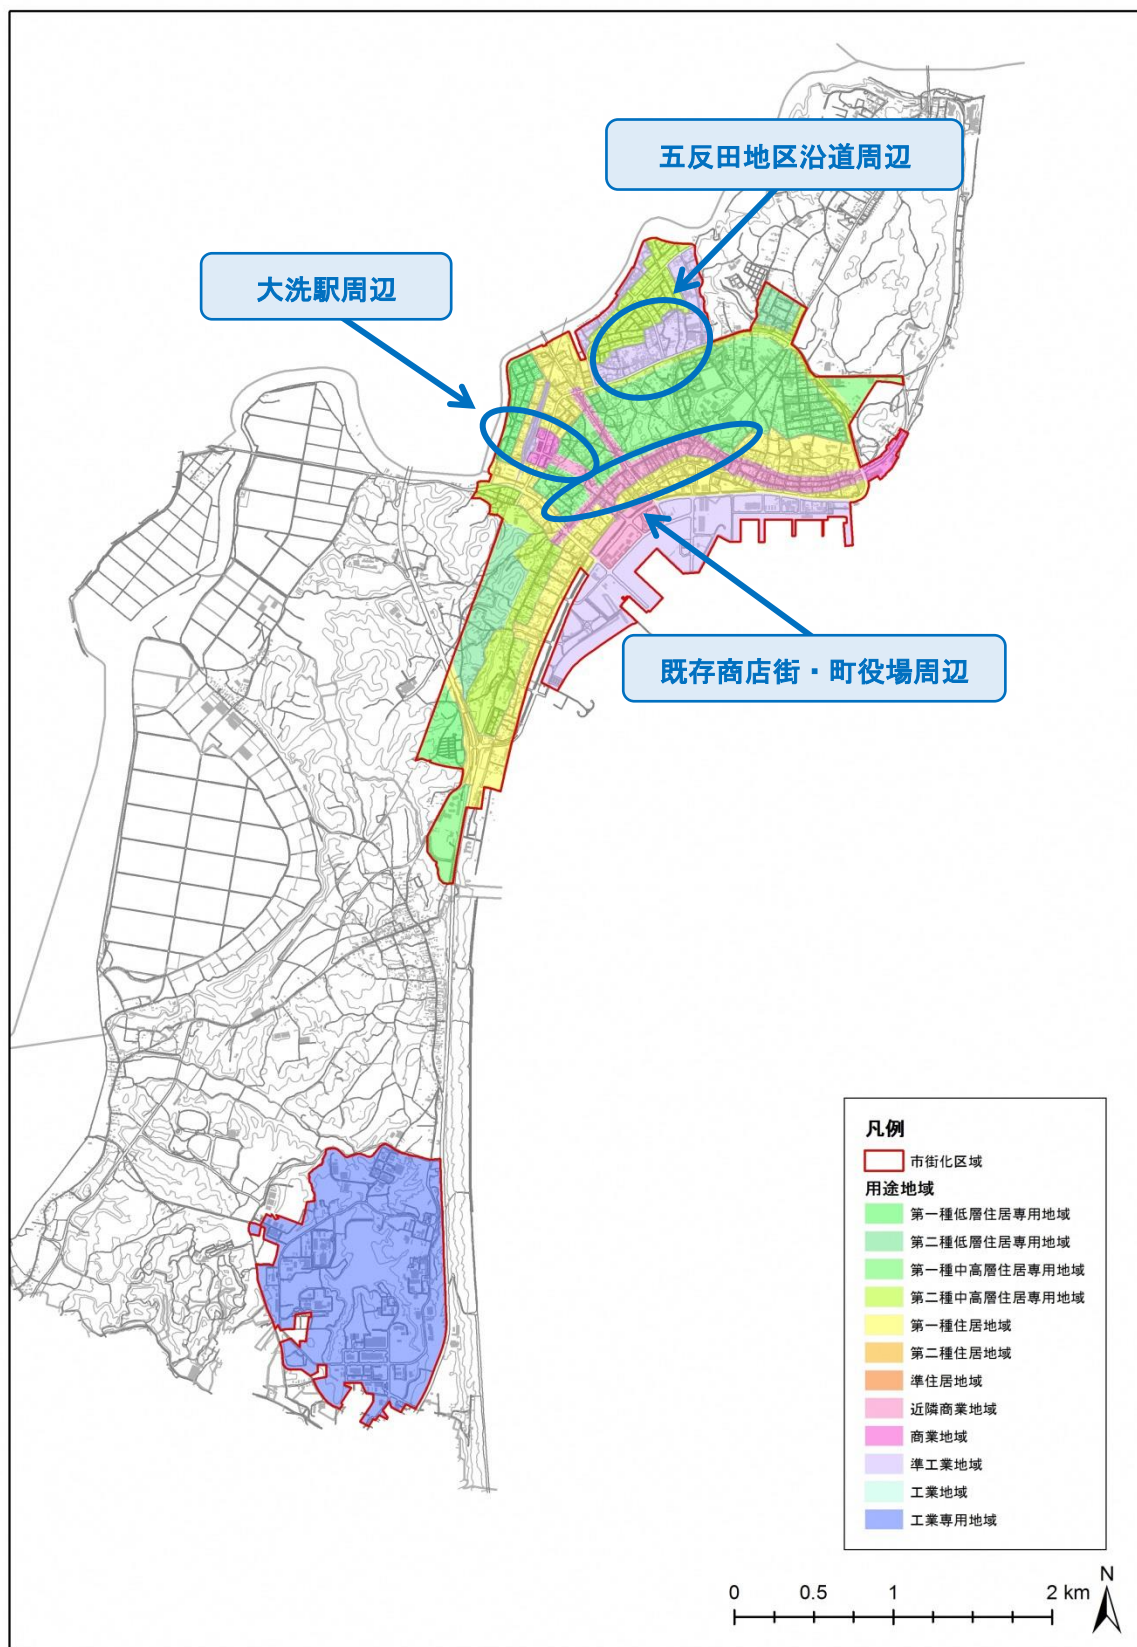 五反田地区沿道周辺
大洗駅周辺
既存商店街・町役場周辺
凡例
市街化区域
用途地域
第一種低層住居専用地域
第二種低層住居専用地域
第一種中高層住居専用地域
第二種中高層住居専用地域
第一種住居地域
第二種住居地域
準住居地域
近隣商業地域
商業地域
準工業地域
工業地域
工業専用地域
0 0.5 1 2 km
N